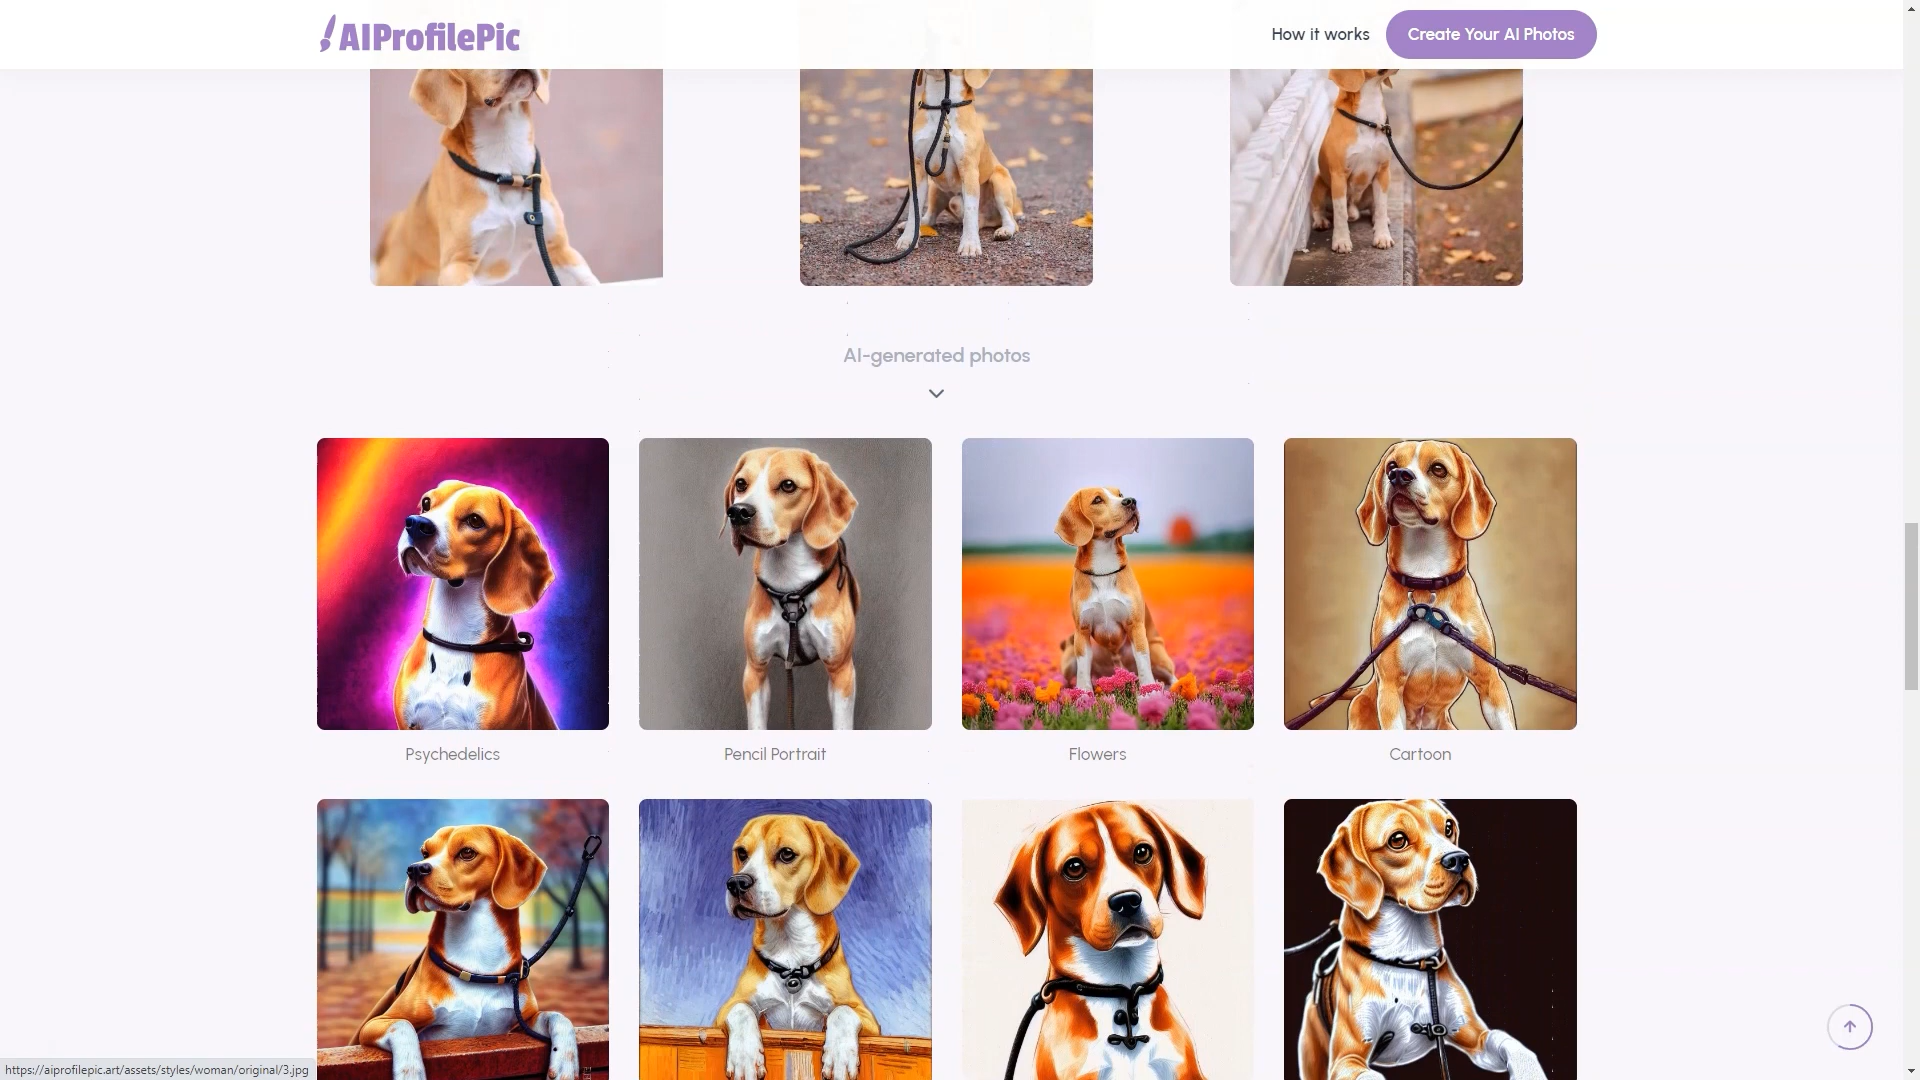 AIProfilePic
How it works
Create Your AI Photos
AI-generated photos
Psychedelics
Pencil Portrait
Flowers
Cartoon
https://aiprofilepic.art/assets/styles/woman/original/3.jpg